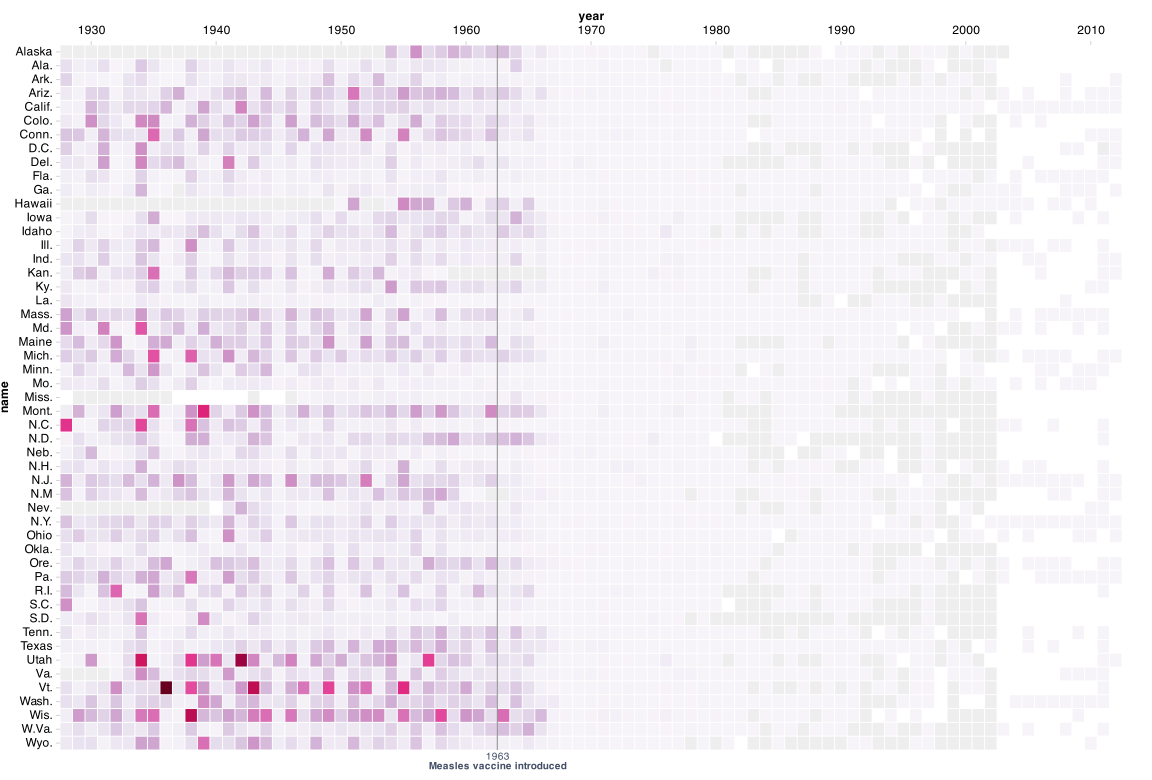 year
1930 1940 1950 1960 1970 1980 1990 2000 2010
name
Alaska
Ala.
Ark.
Ariz.
Calif.
Colo.
Conn.
D.C.
Del.
Fla.
Ga.
Hawaii
Iowa
Idaho
Ill.
Ind.
Kan.
Ky.
La.
Mass.
Md.
Maine
Mich.
Minn.
Mo.
Miss.
Mont.
N.C.
N.D.
Neb.
N.H.
N.J.
N.M
Nev.
N.Y.
Ohio
Okla.
Ore.
Pa.
R.I.
S.C.
S.D.
Tenn.
Texas
Utah
Va.
Vt.
Wash.
Wis.
W.Va.
Wyo.
1963
Measles vaccine introduced